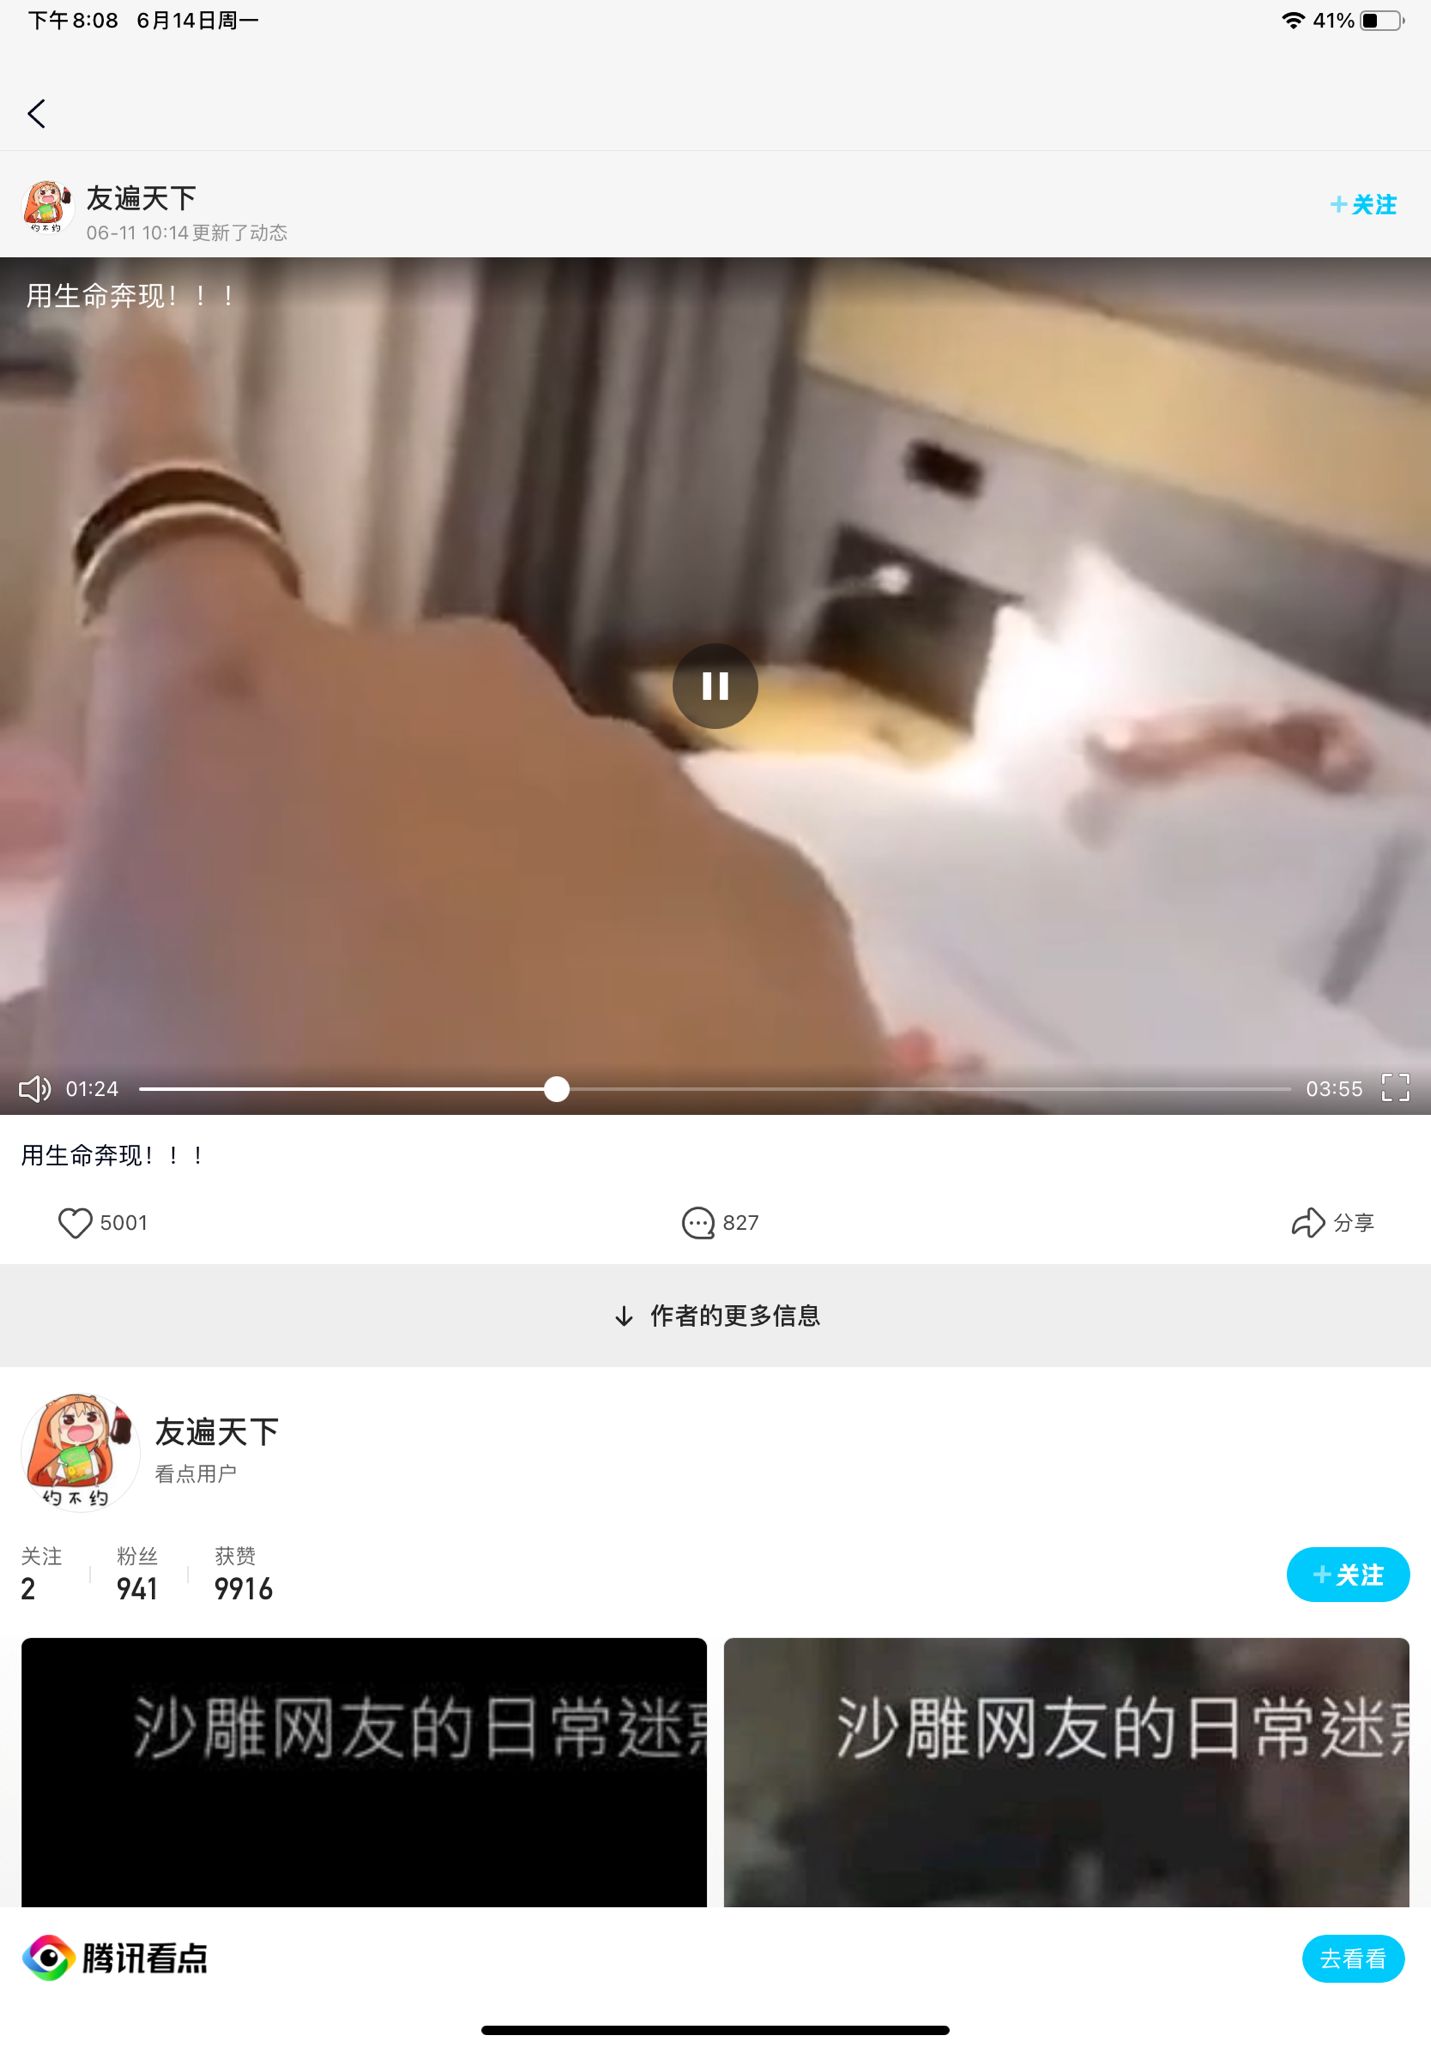 下午8:08 6月14日周一
41%
友遍天下
06-11 10:14更新了动态
+关注
用生命奔现！！！
01:24
03:55
用生命奔现！！！
5001
827
分享
作者的更多信息
约不约
友遍天下
看点用户
关注
2
粉丝
941
获赞
9916
+关注
沙雕网友的日常迷
沙雕网友的日常迷
腾讯看点
去看看